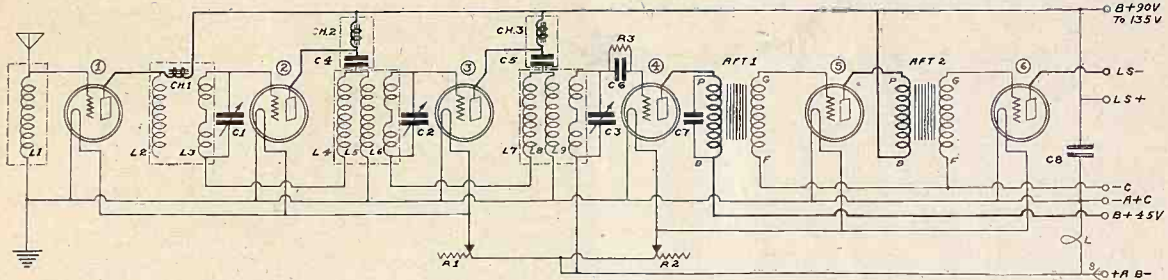 B+90V
To 135V
CH.2
CH.3
R3
C4
C5
① ② ③ ④ AFT 1 ⑤ AFT 2 ⑥
CH1
C6
P G P G
LS-
LS+
C1 C2 C3 C7
L1 L2 L3 L4 L5 L6 L7 L8 L9
B F B F
C8
-C
-A+C
B+45V
L
R1 R2
S
+A B-